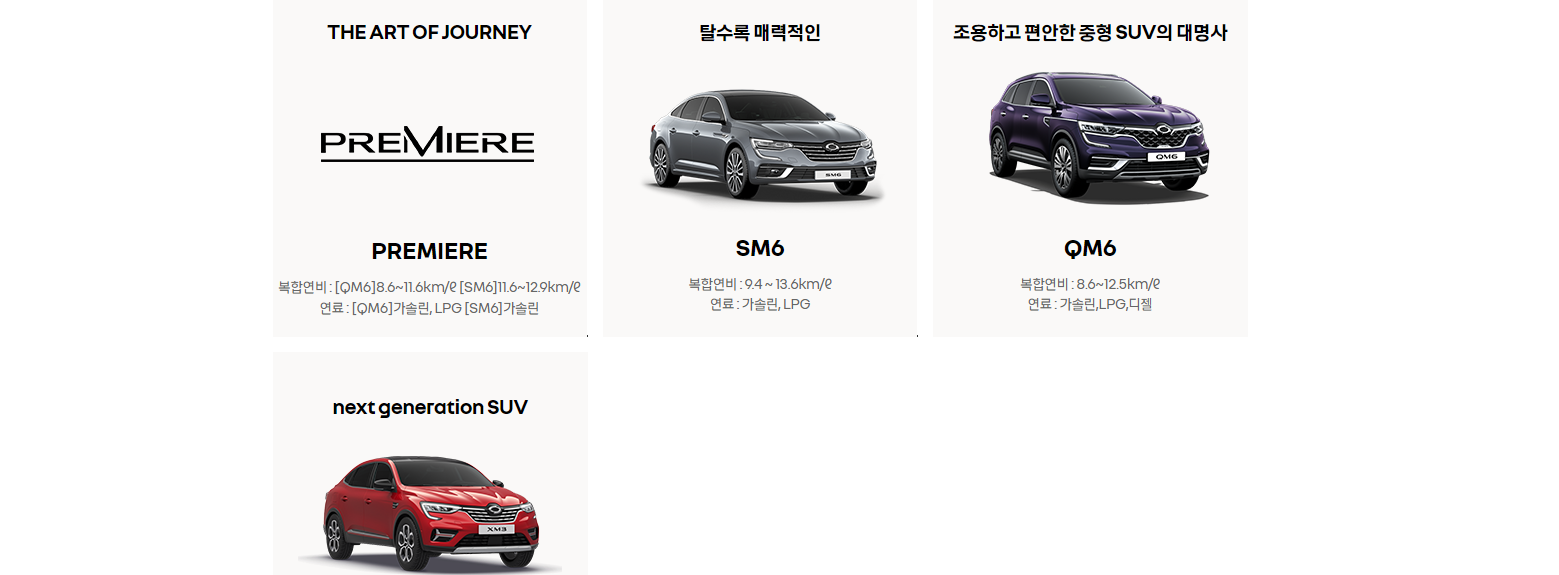 THE ART OF JOURNEY
PREMIERE
PREMIERE
복합연비 : [QM6]8.6~11.6km/ℓ [SM6]11.6~12.9km/ℓ
연료 : [QM6]가솔린, LPG [SM6]가솔린
탈수록 매력적인
SM6
SM6
복합연비 : 9.4 ~ 13.6km/ℓ
연료 : 가솔린, LPG
조용하고 편안한 중형 SUV의 대명사
QM6
QM6
복합연비 : 8.6~12.5km/ℓ
연료 : 가솔린,LPG,디젤
next generation SUV
XM3